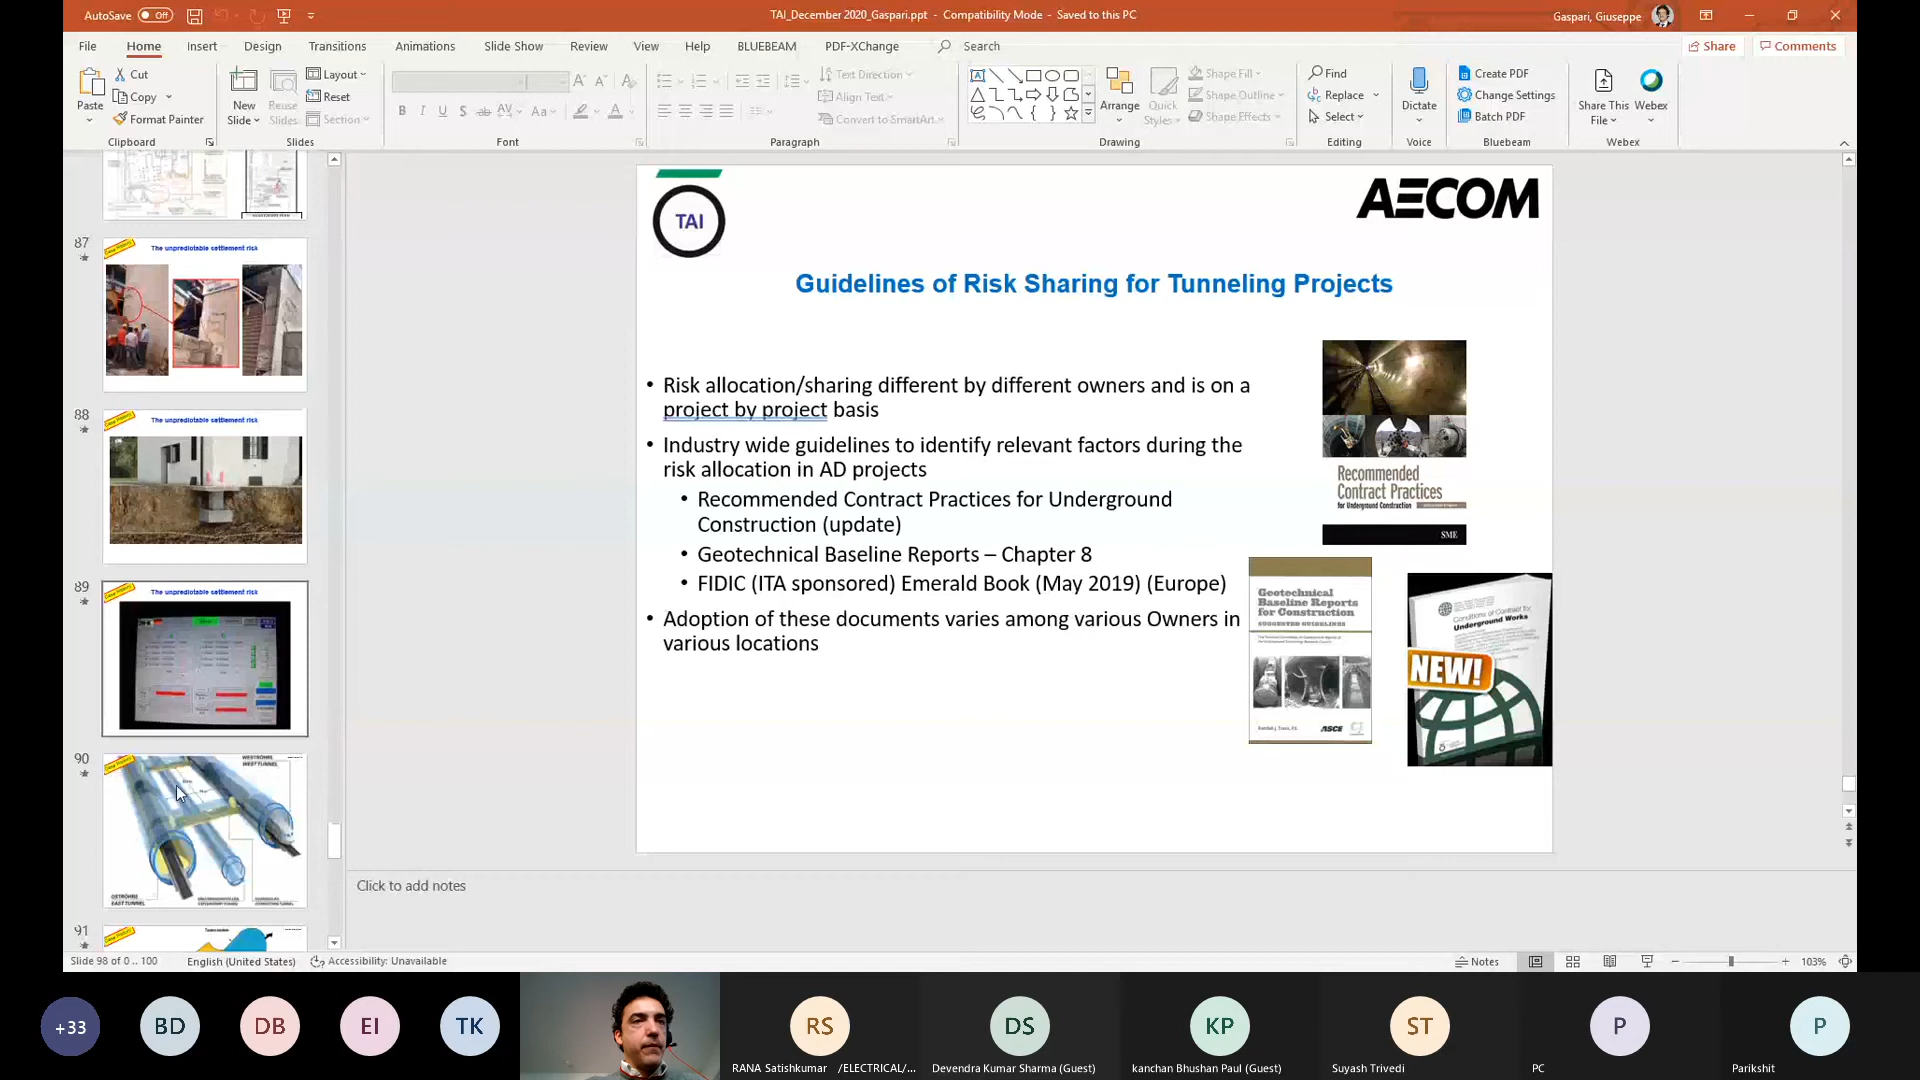 AutoSave Off
TAI_December 2020_Gaspari.ppt - Compatibility Mode - Saved to this PC
Gaspari, Giuseppe
File Home Insert Design Transitions Animations Slide Show Review View Help BLUEBEAM PDF-XChange Search Share Comments
Paste Cut Copy Format Painter
Clipboard
New Slide Reuse Slides Layout Reset Section
Slides
Font
Text Direction
Align Text
Convert to SmartArt
Paragraph
Arrange Quick Styles Shape Fill Shape Outline Shape Effects
Drawing
Find
Replace
Select
Editing
Dictate
Voice
Create PDF
Change Settings
Batch PDF
Bluebeam
Share This File Webex
Webex
87
The unpredictable settlement risk
88
The unpredictable settlement risk
89
The unpredictable settlement risk
90
WESTRÖHRE
WEST TUNNEL
OSTRÖHRE
EAST TUNNEL
91
TAI
AECOM
Guidelines of Risk Sharing for Tunneling Projects
• Risk allocation/sharing different by different owners and is on a
project by project basis
• Industry wide guidelines to identify relevant factors during the
risk allocation in AD projects
• Recommended Contract Practices for Underground
Construction (update)
• Geotechnical Baseline Reports – Chapter 8
• FIDIC (ITA sponsored) Emerald Book (May 2019) (Europe)
• Adoption of these documents varies among various Owners in
various locations
Recommended
Contract Practices
for Underground Construction
SME
Geotechnical
Baseline Reports
for Construction
SUGGESTED GUIDELINES
ASCE
Conditions of Contract for
Underground Works
NEW!
Click to add notes
Slide 98 of 0 .. 100 English (United States) Accessibility: Unavailable Notes 103%
+33 BD DB EI TK RS DS KP ST P P
RANA Satishkumar /ELECTRICAL/...
Devendra Kumar Sharma (Guest)
kanchan Bhushan Paul (Guest)
Suyash Trivedi
PC
Parikshit